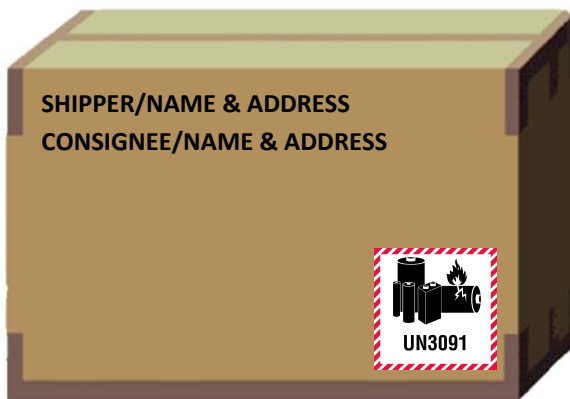 SHIPPER/NAME & ADDRESS
CONSIGNEE/NAME & ADDRESS
UN3091